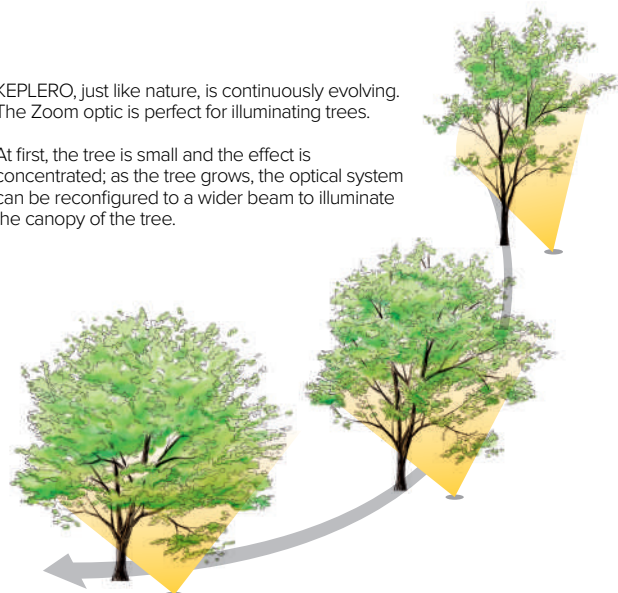 KEPLERO, just like nature, is continuously evolving.
The Zoom optic is perfect for illuminating trees.
At first, the tree is small and the effect is
concentrated; as the tree grows, the optical system
can be reconfigured to a wider beam to illuminate
the canopy of the tree.